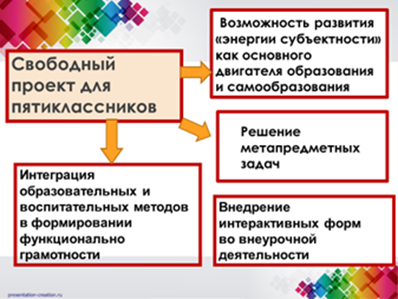 Свободный
проект для
пятиклассников
Возможность развития
«энергии субъектности»
как основного
двигателя образования
и самообразования
Решение
метапредметных
задач
Интеграция
образовательных и
воспитательных методов
в формировании
функционально
грамотности
Внедрение
интерактивных форм
во внеурочной
деятельности
presentation-creation.ru